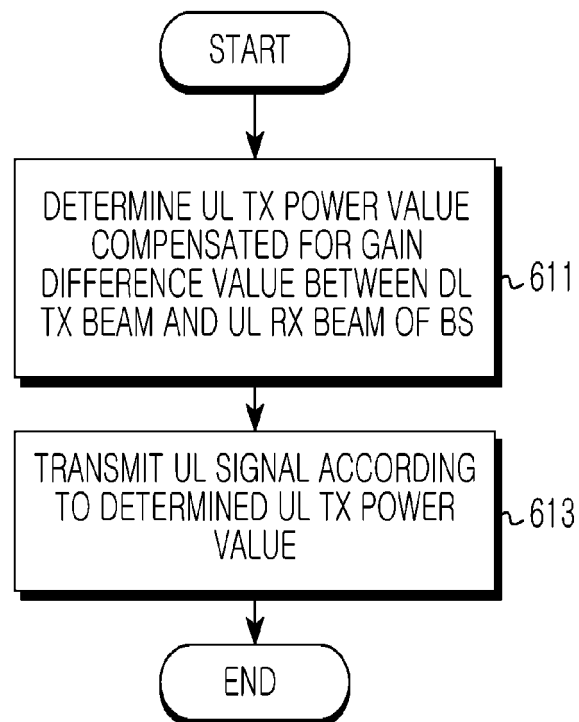 START
DETERMINE UL TX POWER VALUE
COMPENSATED FOR GAIN
DIFFERENCE VALUE BETWEEN DL
TX BEAM AND UL RX BEAM OF BS
611
TRANSMIT UL SIGNAL ACCORDING
TO DETERMINED UL TX POWER
VALUE
613
END